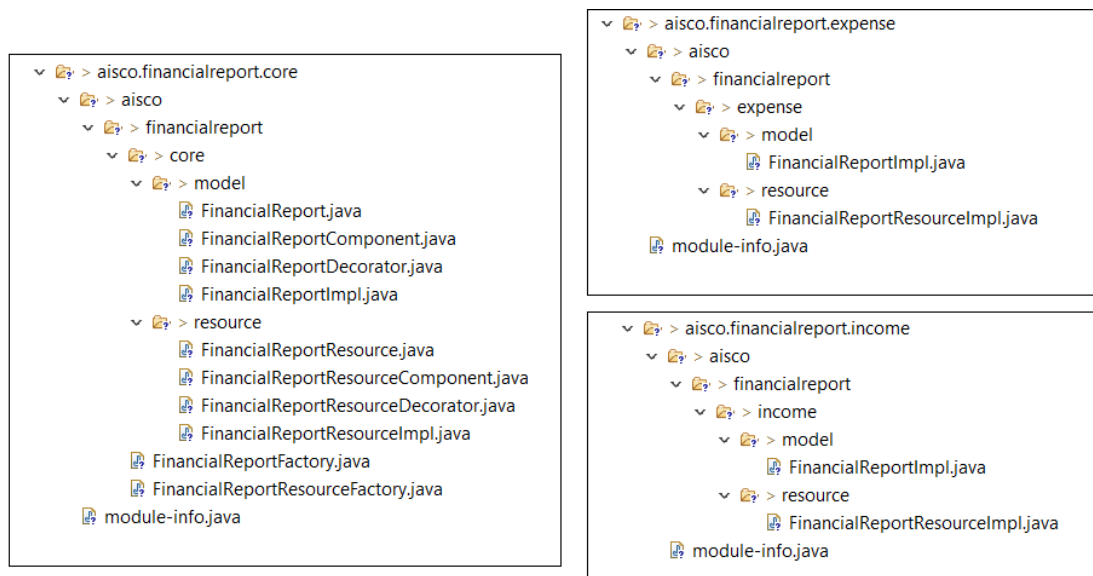 > aisco.financialreport.core
> aisco
> financialreport
> core
> model
FinancialReport.java
FinancialReportComponent.java
FinancialReportDecorator.java
FinancialReportImpl.java
> resource
FinancialReportResource.java
FinancialReportResourceComponent.java
FinancialReportResourceDecorator.java
FinancialReportResourceImpl.java
FinancialReportFactory.java
FinancialReportResourceFactory.java
module-info.java
> aisco.financialreport.expense
> aisco
> financialreport
> expense
> model
FinancialReportImpl.java
> resource
FinancialReportResourceImpl.java
module-info.java
> aisco.financialreport.income
> aisco
> financialreport
> income
> model
FinancialReportImpl.java
> resource
FinancialReportResourceImpl.java
module-info.java